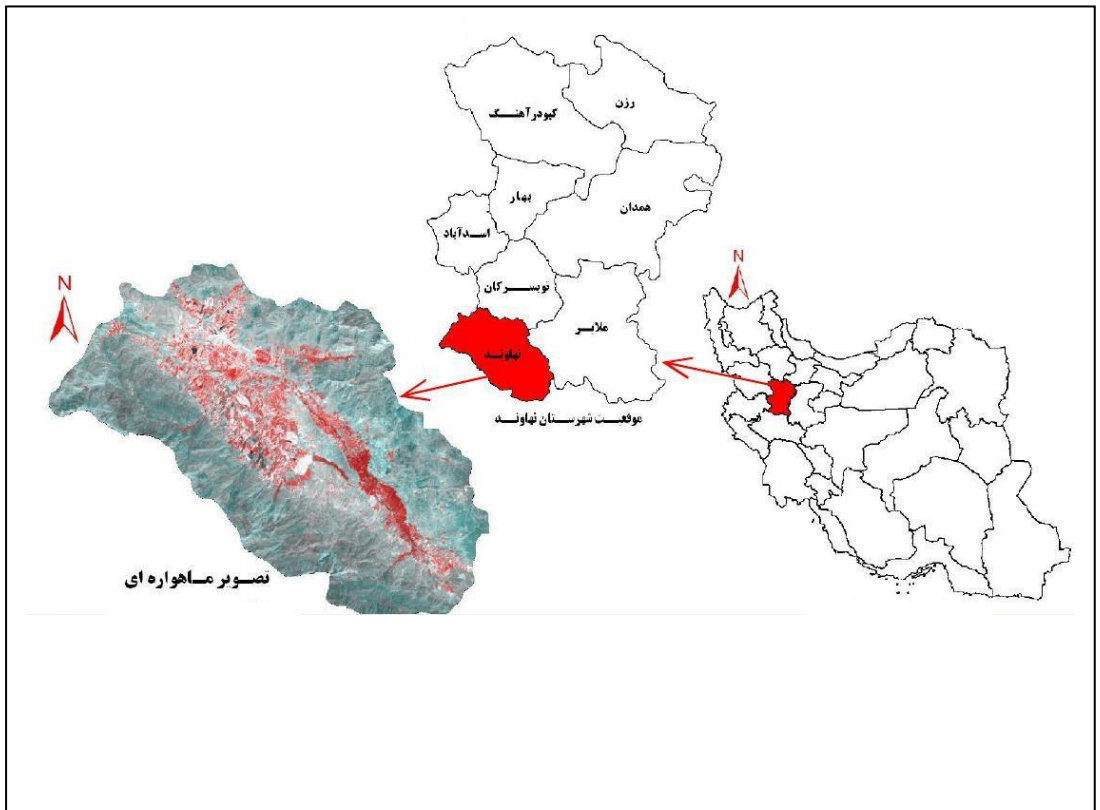 رزن
کبودرآهنگ
بهار
همدان
اسدآباد
تویسرکان
ملایر
نهاوند
موقعیت شهرستان نهاوند
N
N
تصویر ماهواره ای